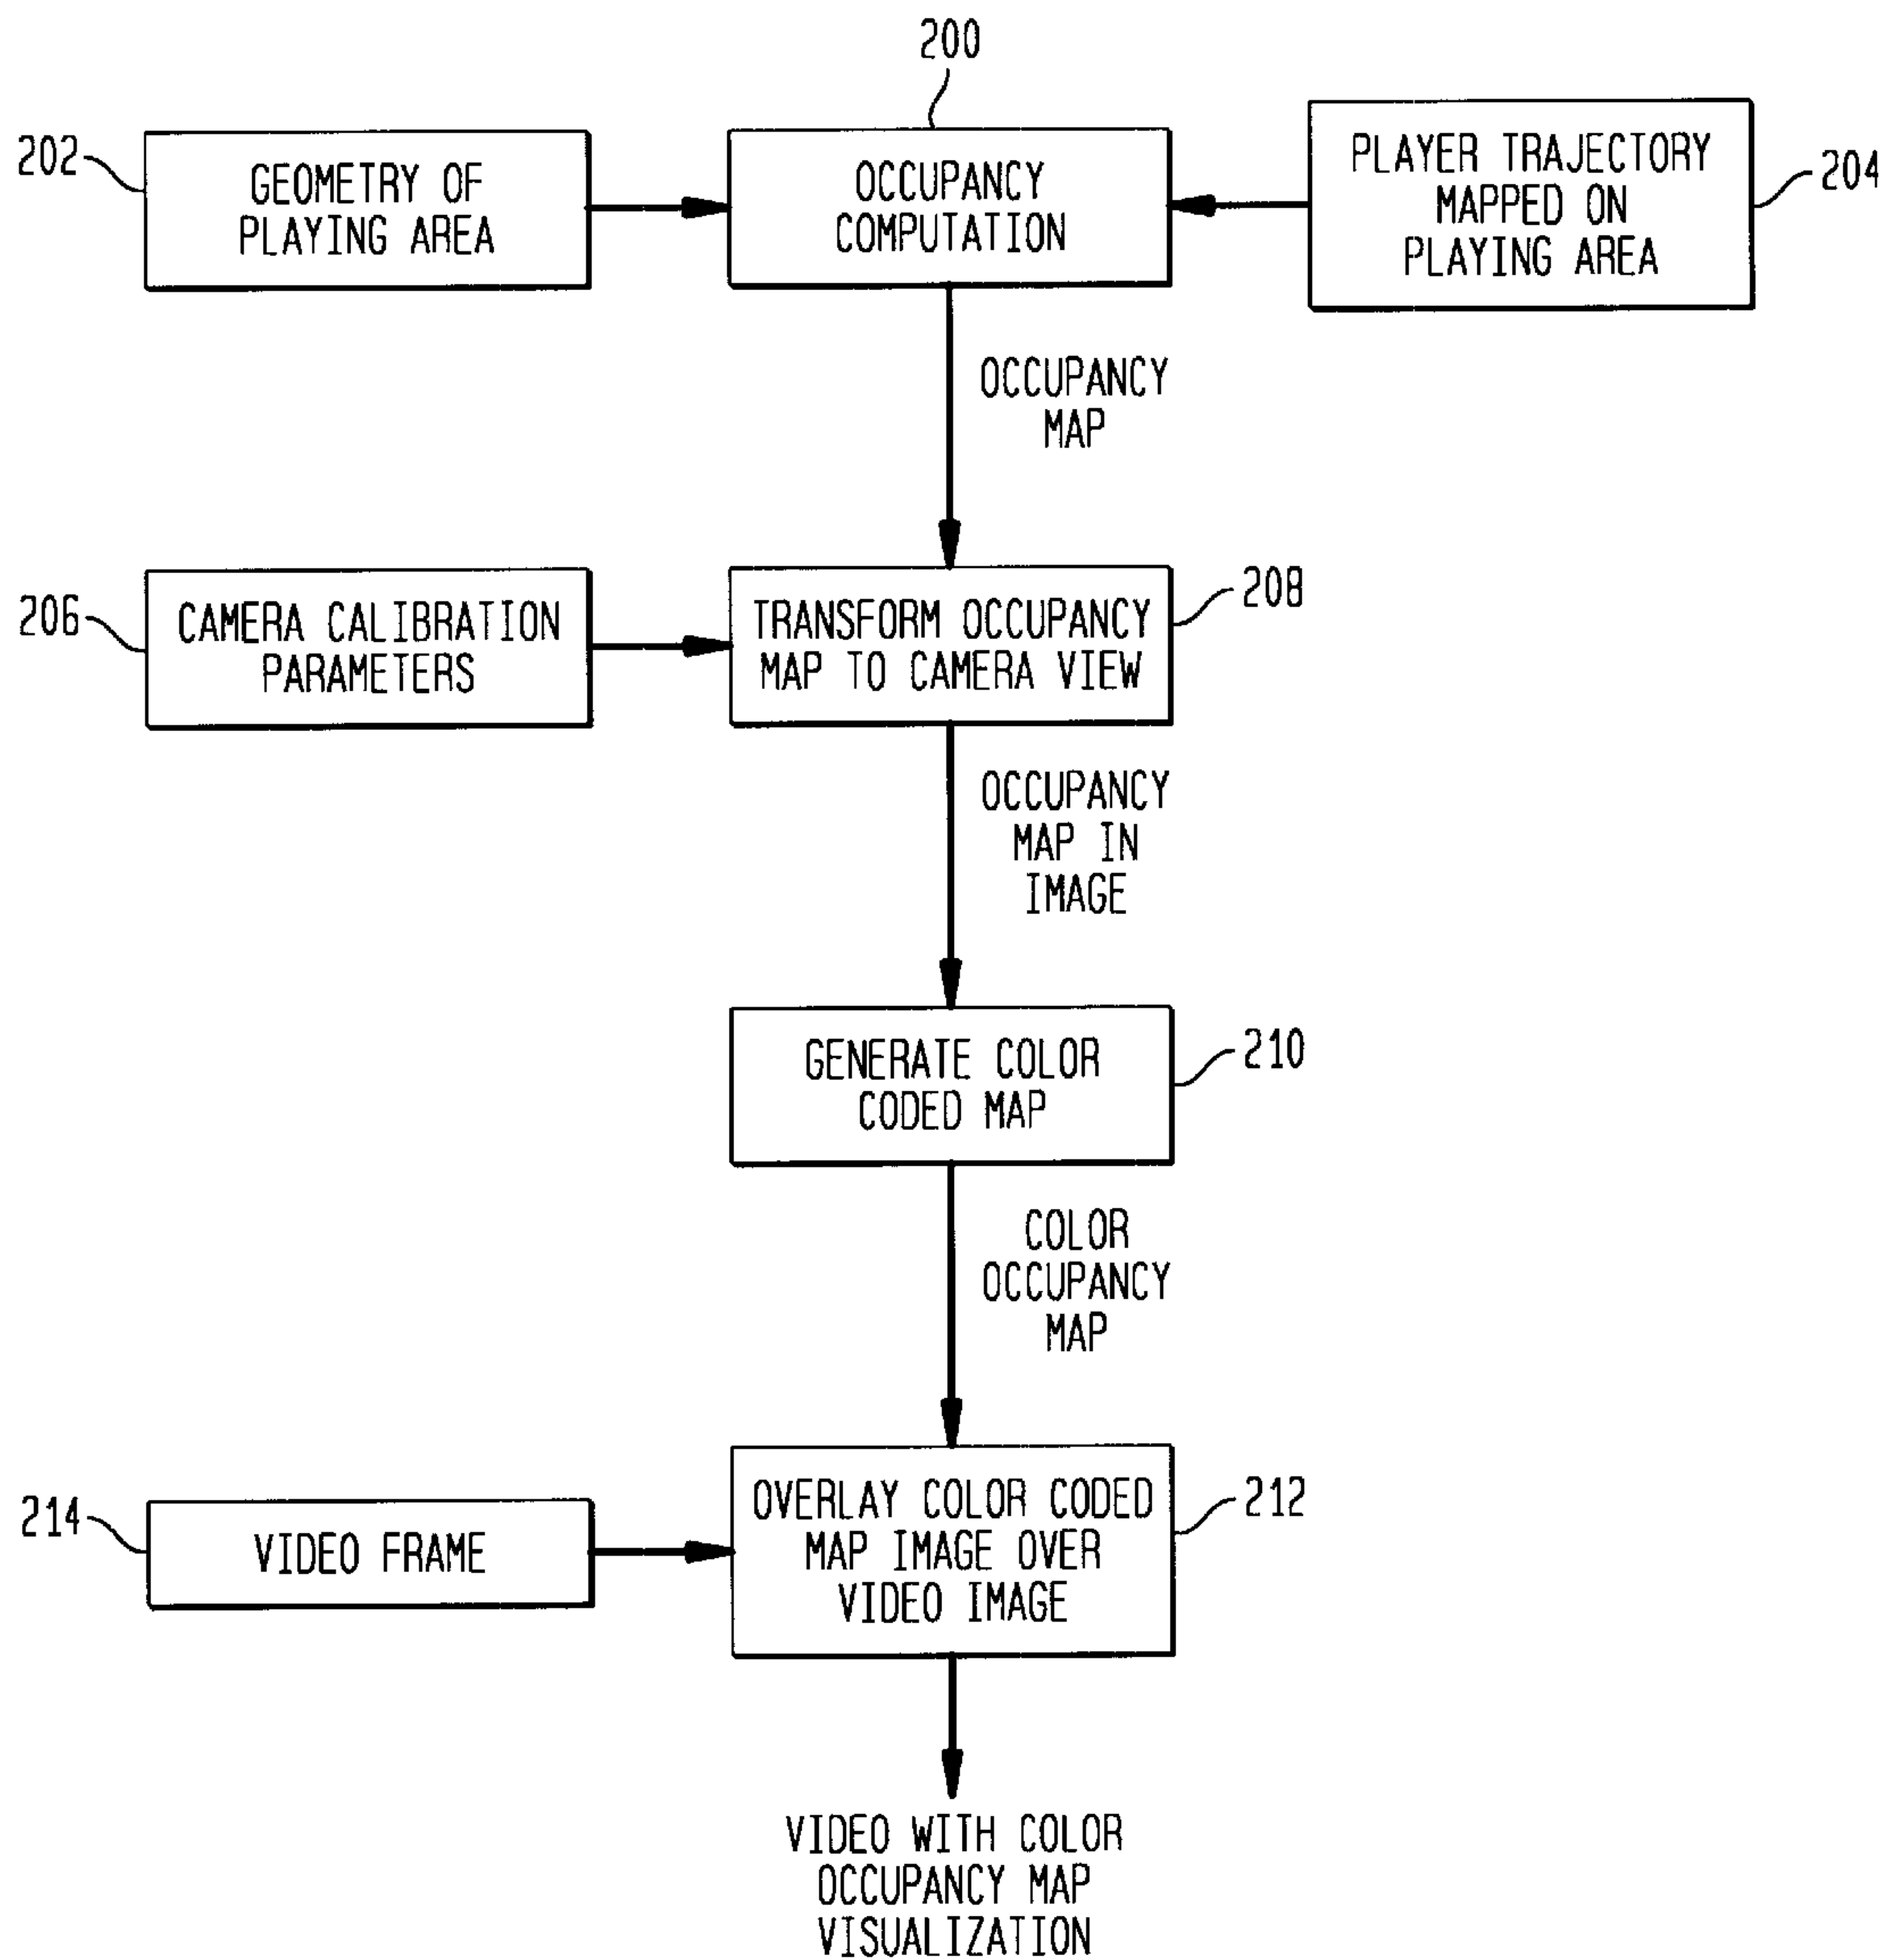 200
202
GEOMETRY OF
PLAYING AREA
OCCUPANCY
COMPUTATION
PLAYER TRAJECTORY
MAPPED ON
PLAYING AREA
204
OCCUPANCY
MAP
206
CAMERA CALIBRATION
PARAMETERS
TRANSFORM OCCUPANCY
MAP TO CAMERA VIEW
208
OCCUPANCY
MAP IN
IMAGE
GENERATE COLOR
CODED MAP
210
COLOR
OCCUPANCY
MAP
214
VIDEO FRAME
OVERLAY COLOR CODED
MAP IMAGE OVER
VIDEO IMAGE
212
VIDEO WITH COLOR
OCCUPANCY MAP
VISUALIZATION